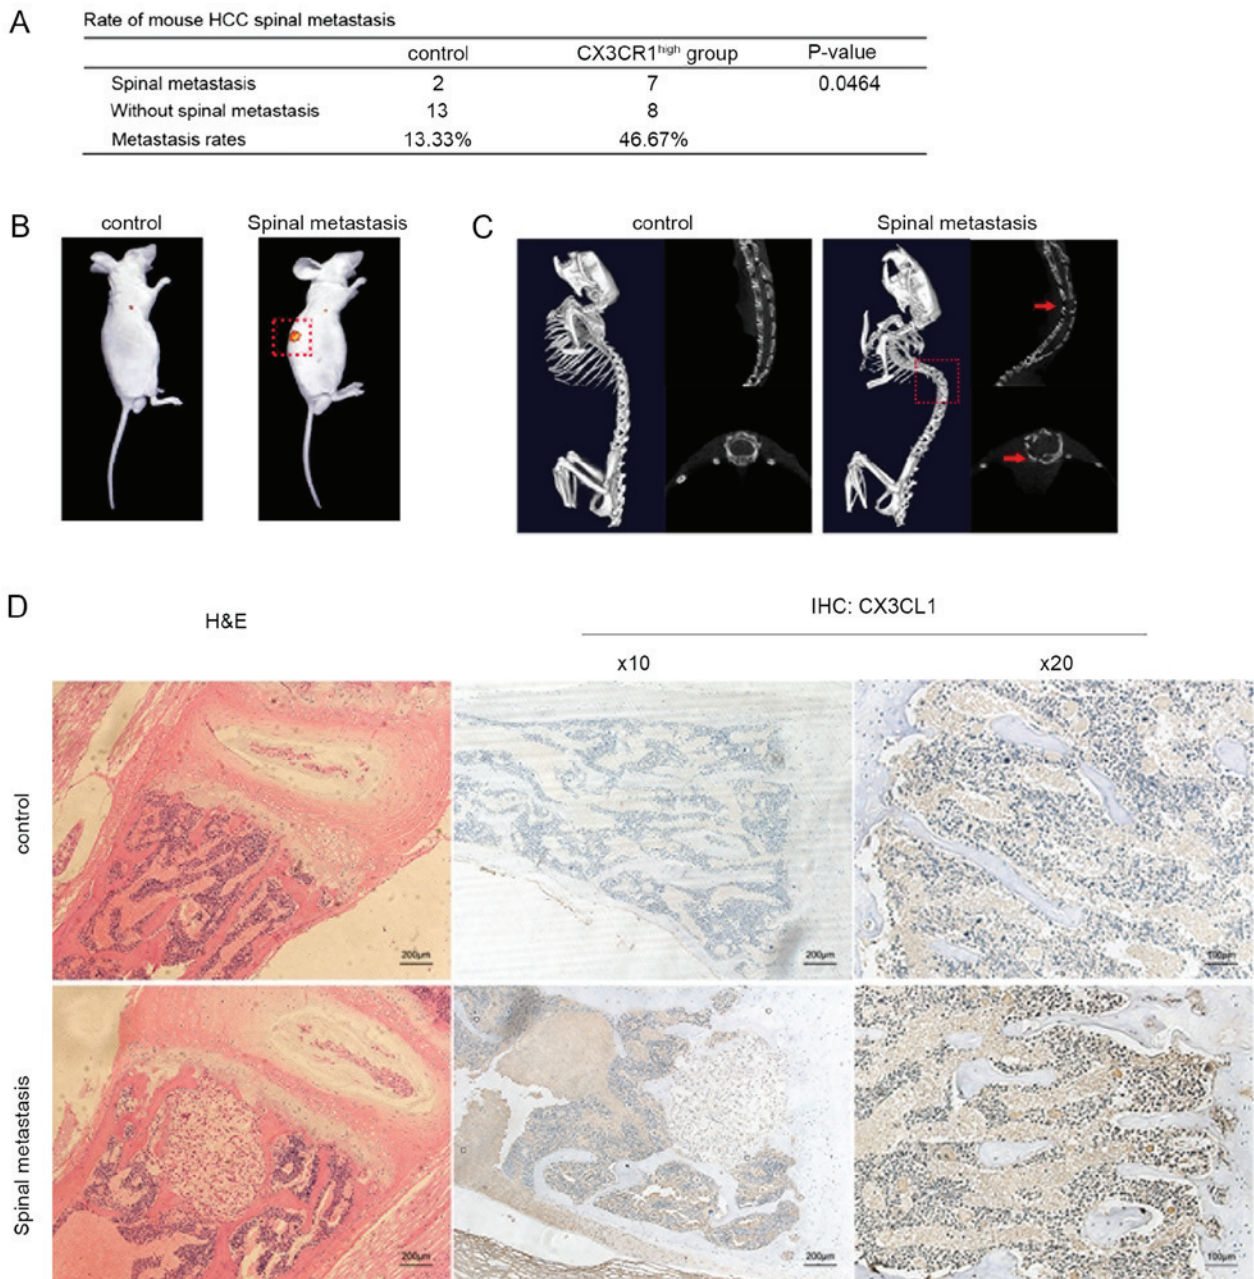 A
Rate of mouse HCC spinal metastasis
control CX3CR1high group P-value
Spinal metastasis 2 7 0.0464
Without spinal metastasis 13 8
Metastasis rates 13.33% 46.67%
B
control Spinal metastasis
C
control Spinal metastasis
D
H&E
IHC: CX3CL1
x10 x20
control
200μm 200μm 100μm
Spinal metastasis
200μm 200μm 100μm